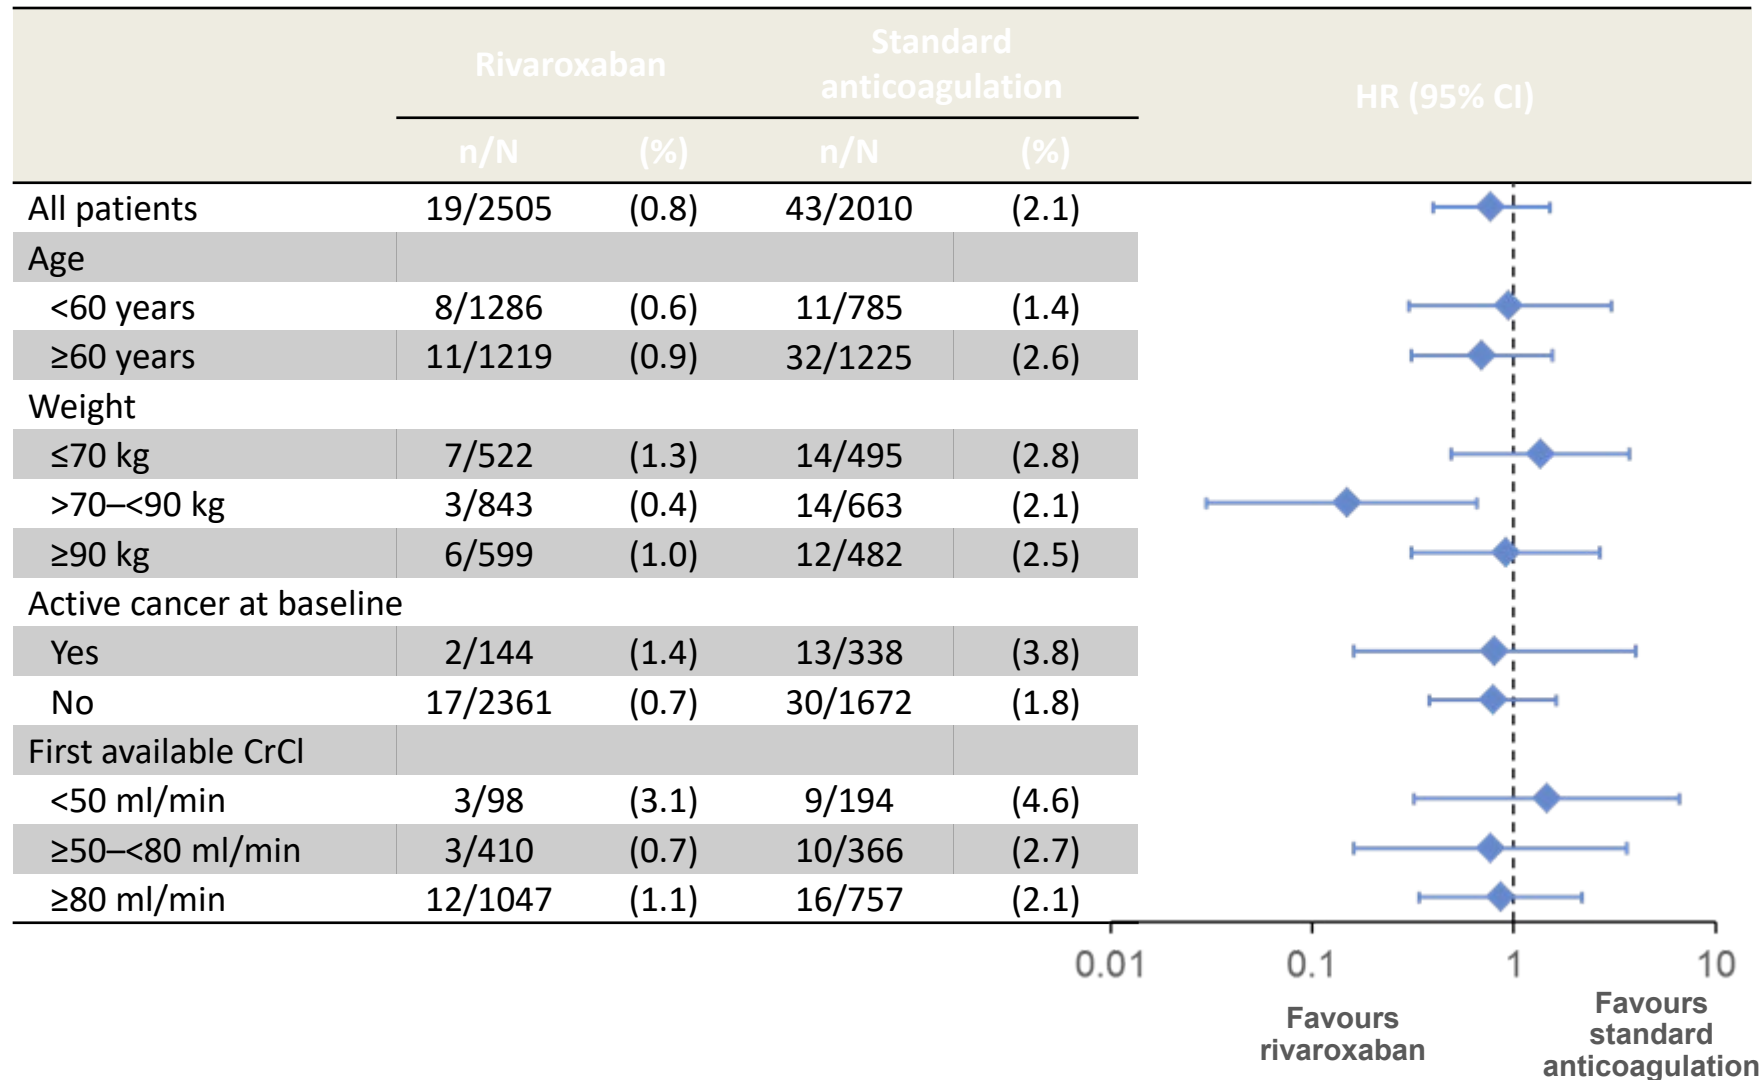 Rivaroxaban
Standard
anticoagulation
HR (95% CI)
n/N (%) n/N (%)
All patients 19/2505 (0.8) 43/2010 (2.1)
Age
<60 years 8/1286 (0.6) 11/785 (1.4)
≥60 years 11/1219 (0.9) 32/1225 (2.6)
Weight
≤70 kg 7/522 (1.3) 14/495 (2.8)
>70–<90 kg 3/843 (0.4) 14/663 (2.1)
≥90 kg 6/599 (1.0) 12/482 (2.5)
Active cancer at baseline
Yes 2/144 (1.4) 13/338 (3.8)
No 17/2361 (0.7) 30/1672 (1.8)
First available CrCl
<50 ml/min 3/98 (3.1) 9/194 (4.6)
≥50–<80 ml/min 3/410 (0.7) 10/366 (2.7)
≥80 ml/min 12/1047 (1.1) 16/757 (2.1)
0.01 0.1 1 10
Favours
rivaroxaban
Favours
standard
anticoagulation